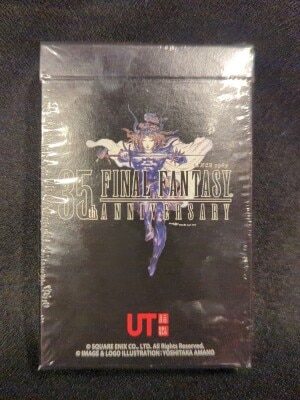 SINCE 1987
35th FINAL FANTASY
ANNIVERSARY
UT
© SQUARE ENIX CO., LTD. All Rights Reserved.
© IMAGE & LOGO ILLUSTRATION:YOSHITAKA AMANO